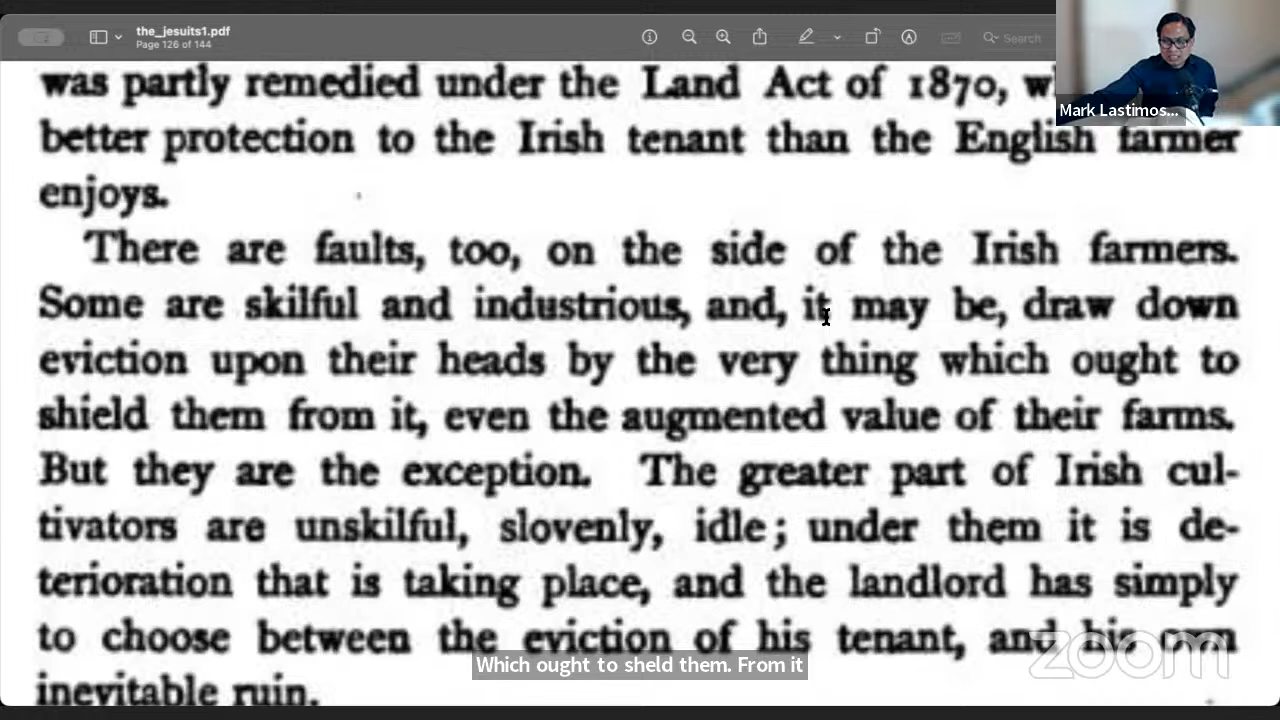 the_jesuits1.pdf
Page 126 of 144
Search
Mark Lastimos...
was partly remedied under the Land Act of 1870,
better protection to the Irish tenant than the English farmer
enjoys.
There are faults, too, on the side of the Irish farmers.
Some are skilful and industrious, and, it may be, draw down
eviction upon their heads by the very thing which ought to
shield them from it, even the augmented value of their farms.
But they are the exception. The greater part of Irish cul-
tivators are unskilful, slovenly, idle; under them it is de-
terioration that is taking place, and the landlord has simply
to choose between the eviction of his tenant, and his own
inevitable ruin.
Which ought to sheld them. From it
zoom